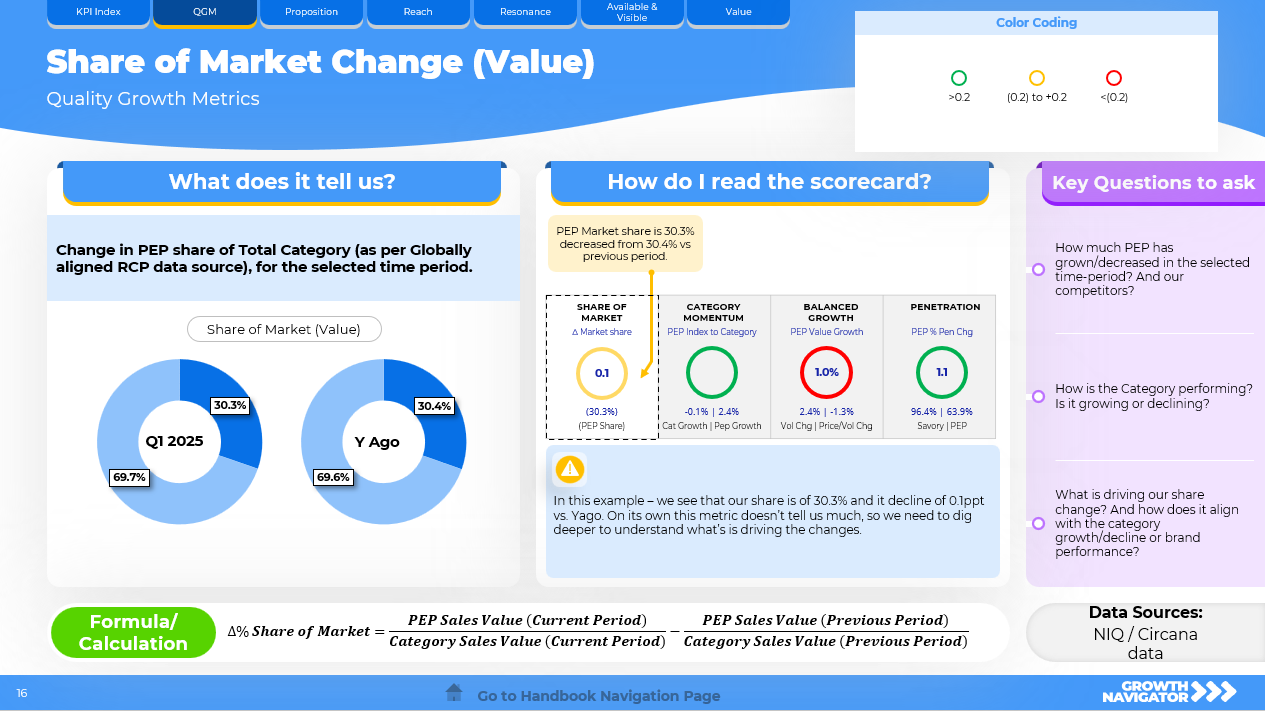 KPI Index
QGM
Proposition
Reach
Resonance
Available &
Visible
Value
Share of Market Change (Value)
Quality Growth Metrics
Color Coding
>0.2
(0.2) to +0.2
<(0.2)
What does it tell us?
Change in PEP share of Total Category (as per Globally
aligned RCP data source), for the selected time period.
Share of Market (Value)
30.3%
Q1 2025
69.7%
30.4%
Y Ago
69.6%
How do I read the scorecard?
PEP Market share is 30.3%
decreased from 30.4% vs
previous period.
SHARE OF
MARKET
Δ Market share
0.1
(30.3%)
(PEP Share)
CATEGORY
MOMENTUM
PEP Index to Category
-0.1% | 2.4%
Cat Growth | Pep Growth
BALANCED
GROWTH
PEP Value Growth
1.0%
2.4% | -1.3%
Vol Chg | Price/Vol Chg
PENETRATION
PEP % Pen Chg
1.1
96.4% | 63.9%
Savory | PEP
In this example – we see that our share is of 30.3% and it decline of 0.1ppt
vs. Yago. On its own this metric doesn't tell us much, so we need to dig
deeper to understand what's is driving the changes.
Key Questions to ask
How much PEP has
grown/decreased in the selected
time-period? And our
competitors?
How is the Category performing?
Is it growing or declining?
What is driving our share
change? And how does it align
with the category
growth/decline or brand
performance?
Formula/
Calculation
Δ% Share of Market = PEP Sales Value (Current Period) / Category Sales Value (Current Period) − PEP Sales Value (Previous Period) / Category Sales Value (Previous Period)
Data Sources:
NIQ / Circana
data
16
Go to Handbook Navigation Page
GROWTH
NAVIGATOR